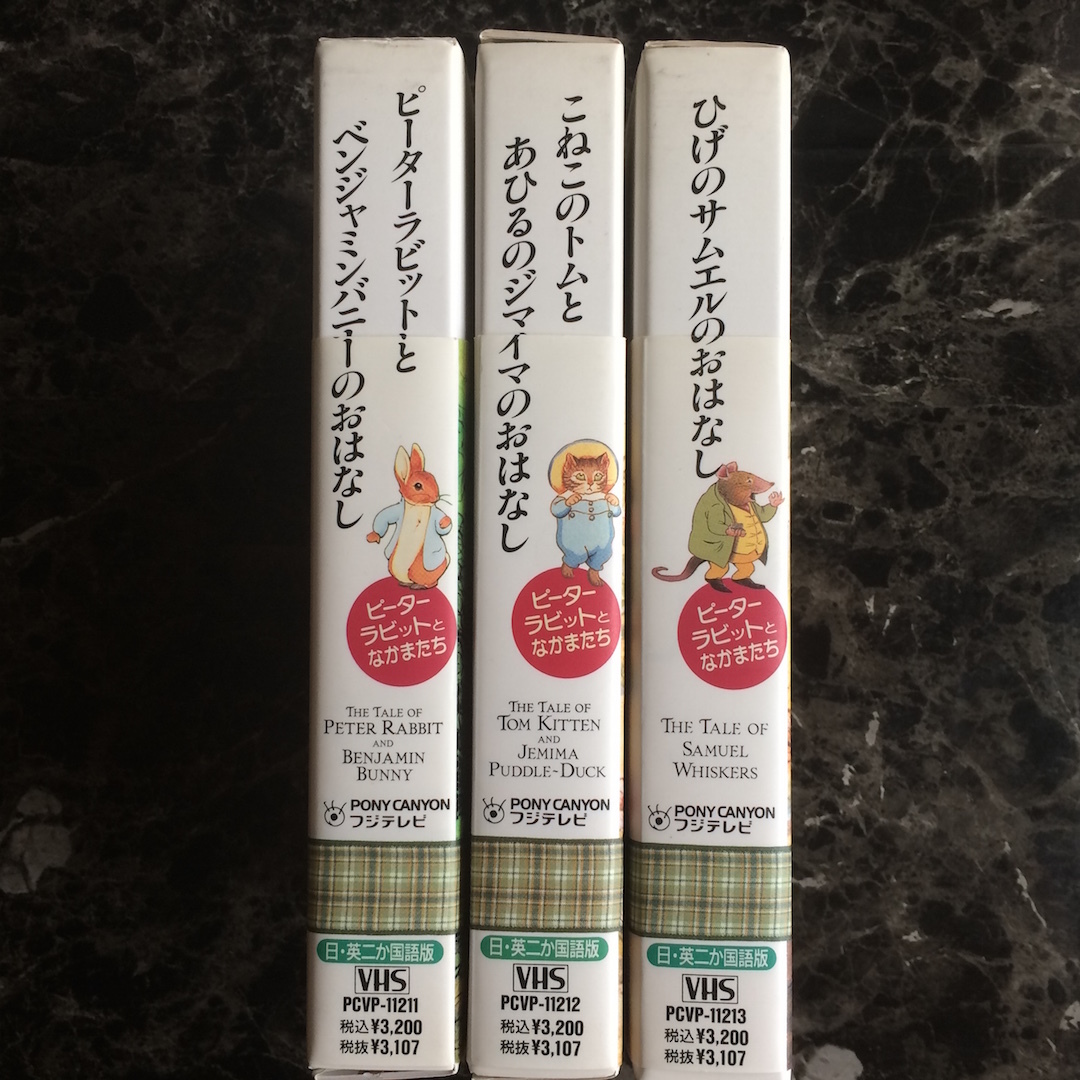 ピーターラビットと
ベンジャミンバニーのおはなし
ピーター
ラビットと
なかまたち
THE TALE OF
PETER RABBIT
AND
BENJAMIN
BUNNY
PONY CANYON
フジテレビ
日・英二か国語版
VHS
PCVP-11211
税込¥3,200
税抜¥3,107
こねこのトムと
あひるのジマイマのおはなし
ピーター
ラビットと
なかまたち
THE TALE OF
TOM KITTEN
AND
JEMIMA
PUDDLE~DUCK
PONY CANYON
フジテレビ
日・英二か国語版
VHS
PCVP-11212
税込¥3,200
税抜¥3,107
ひげのサムエルのおはなし
ピーター
ラビットと
なかまたち
THE TALE OF
SAMUEL
WHISKERS
PONY CANYON
フジテレビ
日・英二か国語版
VHS
PCVP-11213
税込¥3,200
税抜¥3,107